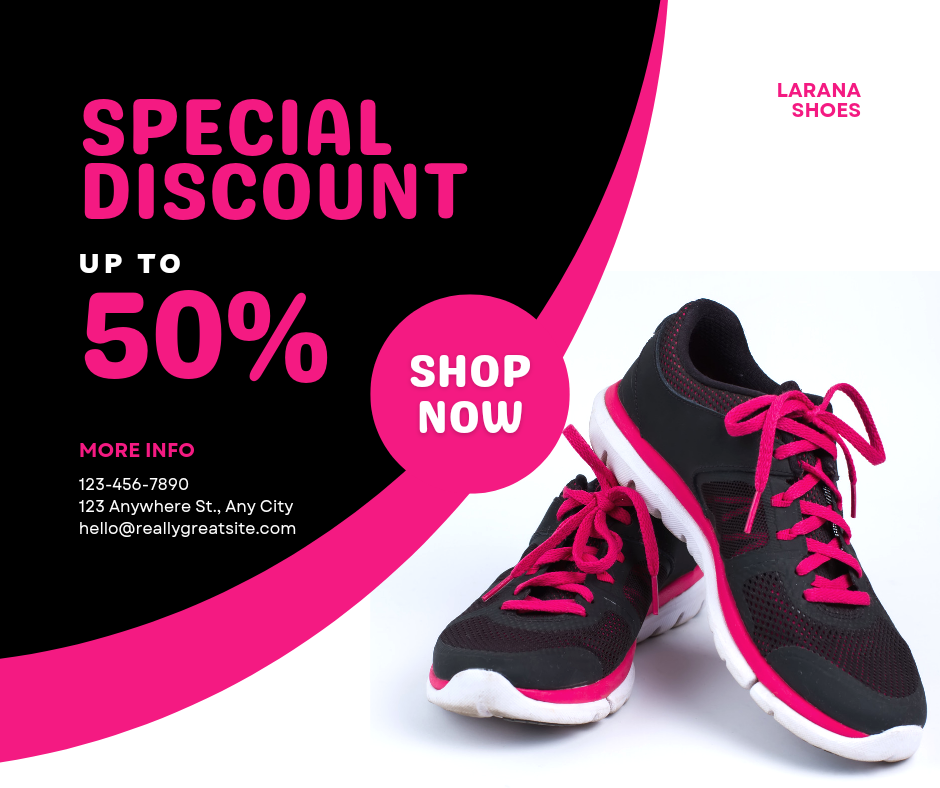 LARANA
SHOES
SPECIAL
DISCOUNT
UP TO
50%
SHOP
NOW
MORE INFO
123-456-7890
123 Anywhere St., Any City
hello@reallygreatsite.com